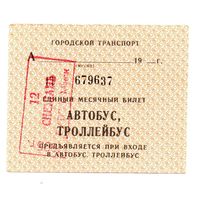 ГОРОДСКОЙ ТРАНСПОРТ
А 19 г.
679637
ЕДИНЫЙ МЕСЯЧНЫЙ БИЛЕТ
АВТОБУС,
ТРОЛЛЕЙБУС
ПРЕДЪЯВЛЯЕТСЯ ПРИ ВХОДЕ
В АВТОБУС, ТРОЛЛЕЙБУС
12